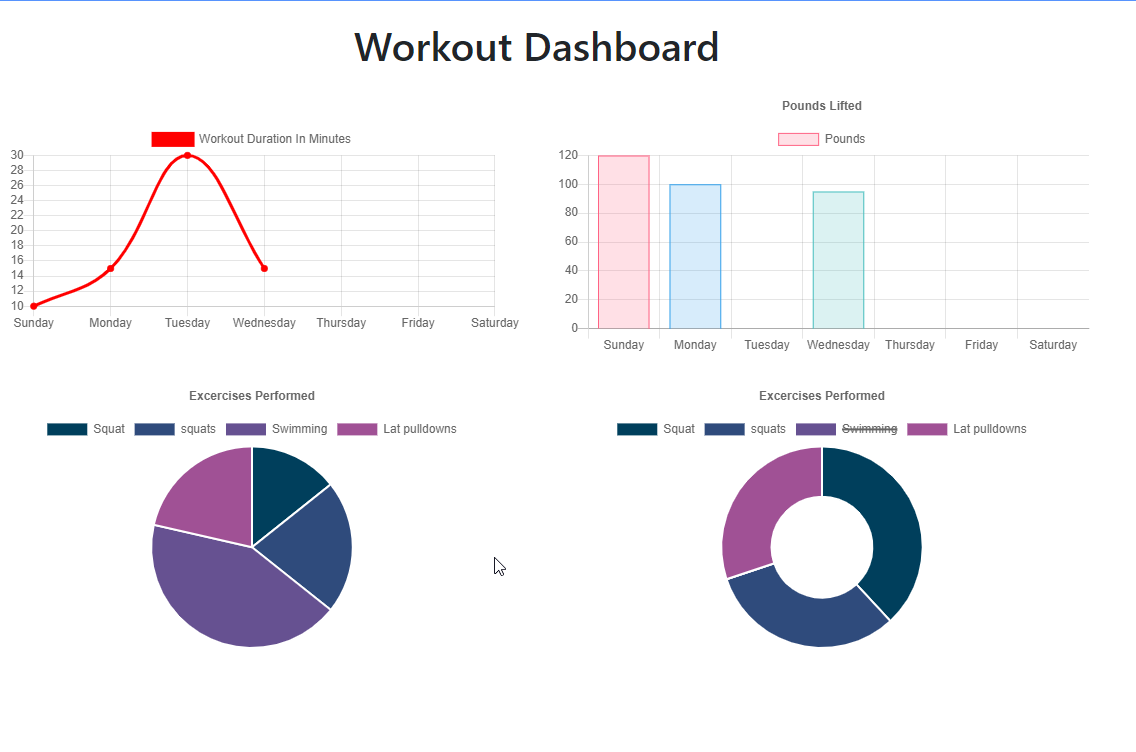 Workout Dashboard
Workout Duration In Minutes
30
28
26
24
22
20
18
16
14
12
10
Sunday Monday Tuesday Wednesday Thursday Friday Saturday
Pounds Lifted
Pounds
120
100
80
60
40
20
0
Sunday Monday Tuesday Wednesday Thursday Friday Saturday
Excercises Performed
Squat squats Swimming Lat pulldowns
Excercises Performed
Squat squats Swimming Lat pulldowns